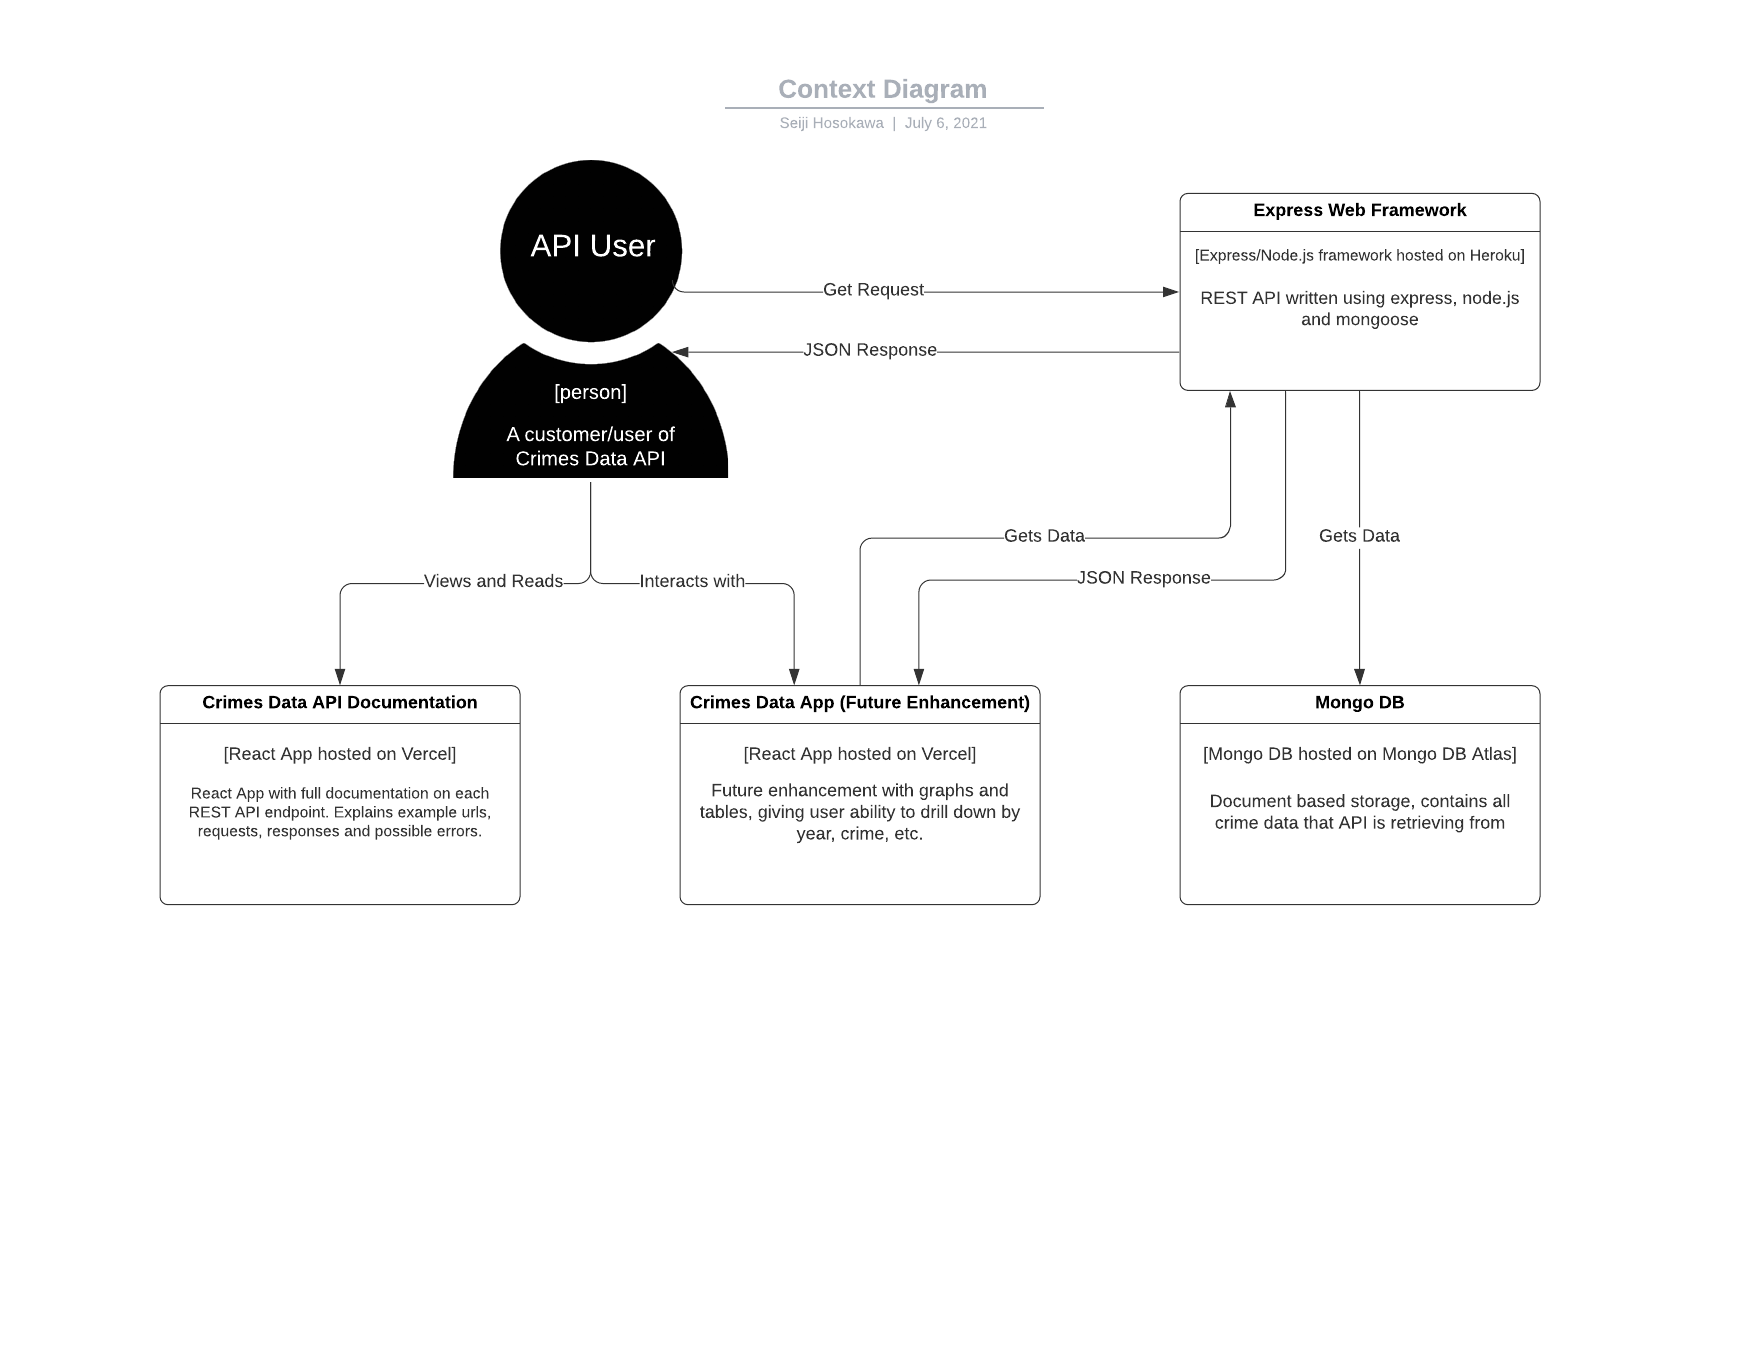 Context Diagram
Seiji Hosokawa | July 6, 2021
API User
[person]
A customer/user of
Crimes Data API
Get Request
JSON Response
Express Web Framework
[Express/Node.js framework hosted on Heroku]
REST API written using express, node.js
and mongoose
Gets Data
JSON Response
Gets Data
Views and Reads
Interacts with
Crimes Data API Documentation
[React App hosted on Vercel]
React App with full documentation on each
REST API endpoint. Explains example urls,
requests, responses and possible errors.
Crimes Data App (Future Enhancement)
[React App hosted on Vercel]
Future enhancement with graphs and
tables, giving user ability to drill down by
year, crime, etc.
Mongo DB
[Mongo DB hosted on Mongo DB Atlas]
Document based storage, contains all
crime data that API is retrieving from